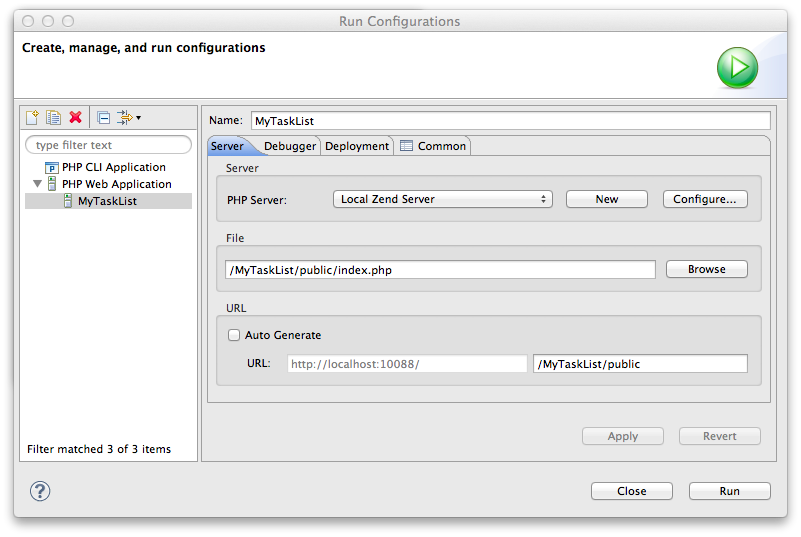 Run Configurations
Create, manage, and run configurations
type filter text
PHP CLI Application
PHP Web Application
MyTaskList
Filter matched 3 of 3 items
Name: MyTaskList
Server Debugger Deployment Common
Server
PHP Server: Local Zend Server New Configure...
File
/MyTaskList/public/index.php Browse
URL
Auto Generate
URL: http://localhost:10088/ /MyTaskList/public
Apply Revert
? Close Run